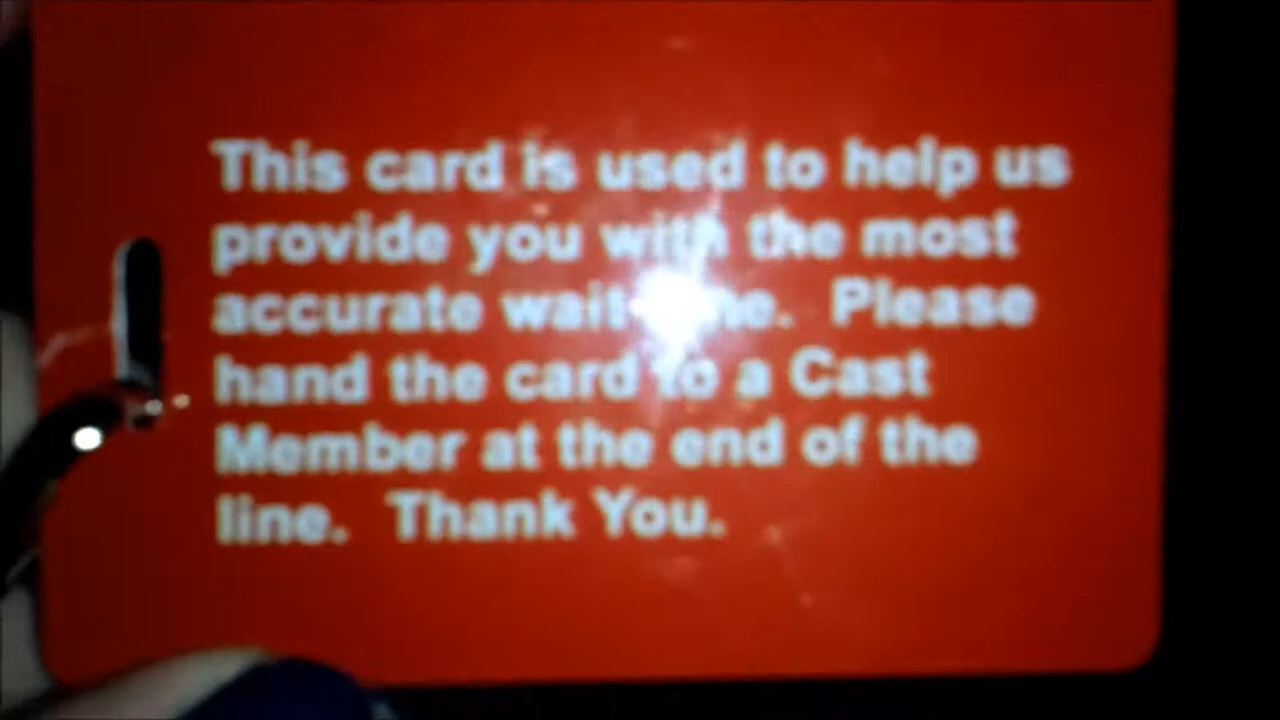 This card is used to help us
provide you with the most
accurate wait time. Please
hand the card to a Cast
Member at the end of the
line. Thank You.